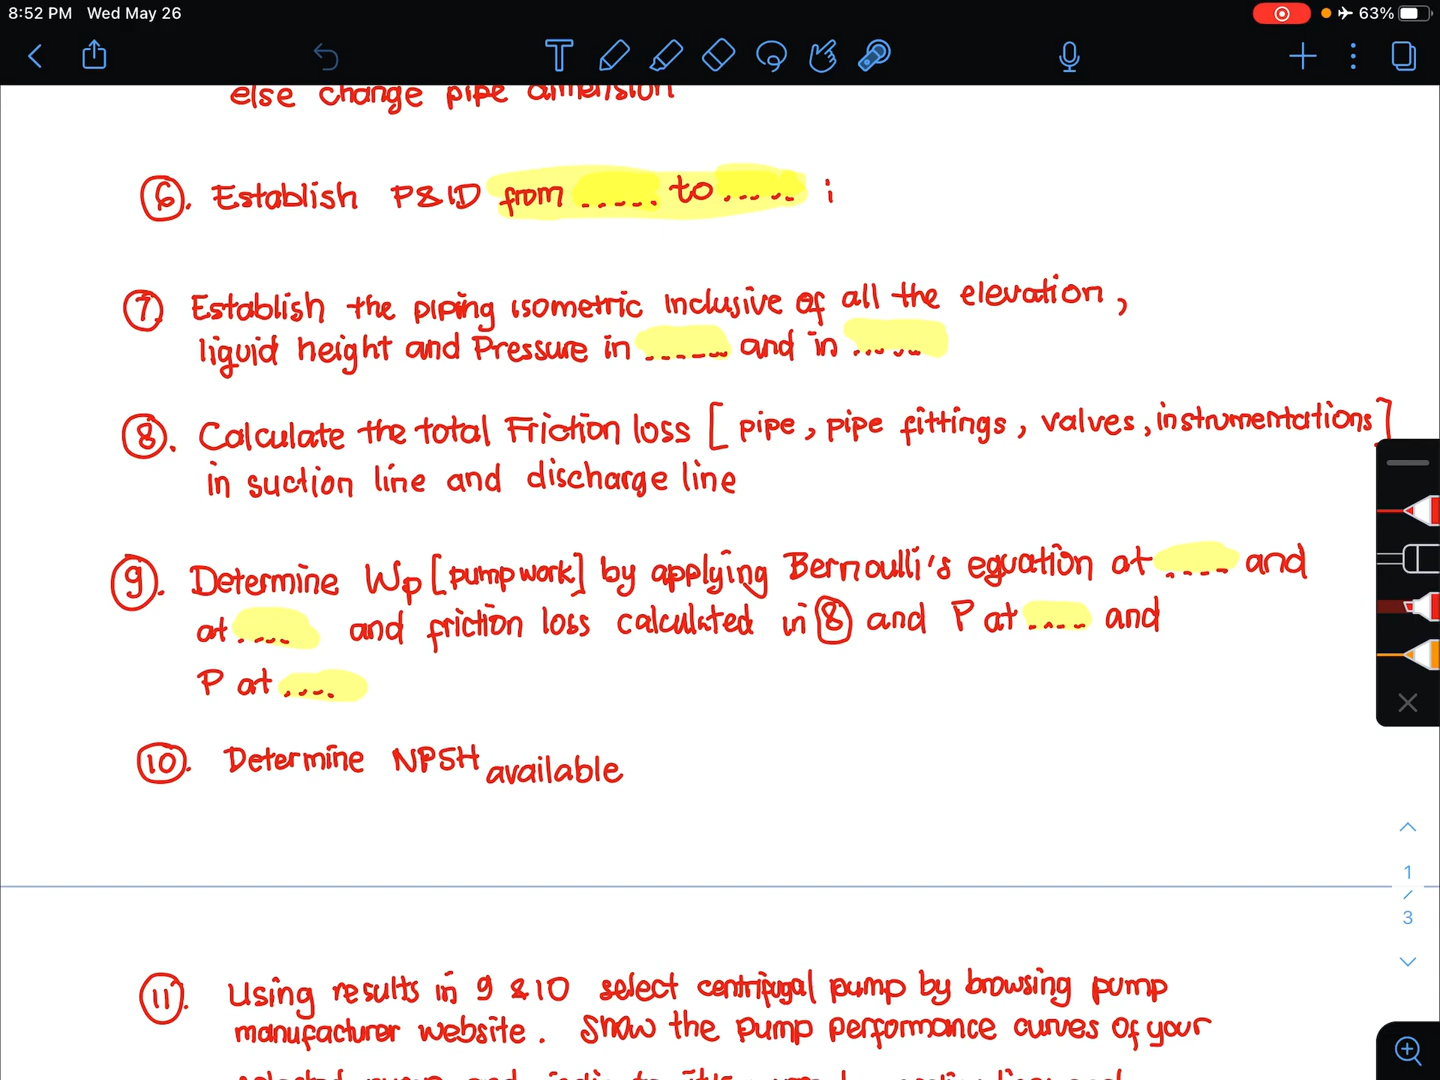 8:52 PM Wed May 26
63%
else change pipe dimension
6. Establish P&ID from ..... to ..... ;
7. Establish the piping isometric inclusive of all the elevation,
liquid height and Pressure in ...... and in ......
8. Calculate the total Friction loss [pipe, pipe fittings, valves, instrumentations]
in suction line and discharge line
9. Determine Wp [pump work] by applying Bernoulli's equation at .... and
at .... and friction loss calculated in 8 and P at .... and
P at ....
10. Determine NPSH available
1
/
3
11. Using results in 9 & 10 select centrifugal pump by browsing pump
manufacturer website. Show the pump performance curves of your
selected pump and